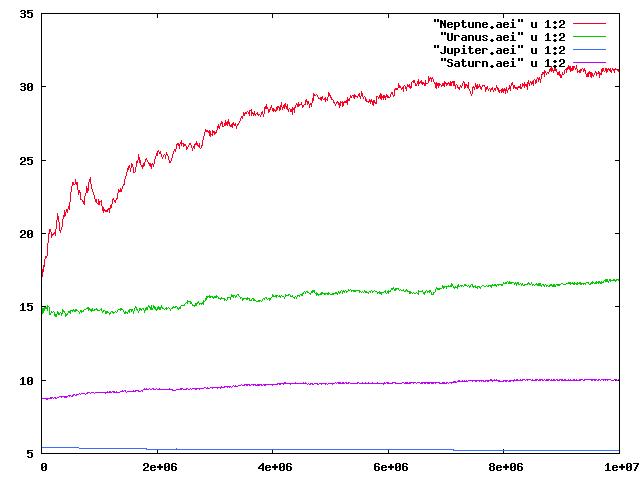 35
"Neptune.aei" u 1:2
"Uranus.aei" u 1:2
"Jupiter.aei" u 1:2
"Saturn.aei" u 1:2
30
25
20
15
10
5
0 2e+06 4e+06 6e+06 8e+06 1e+07